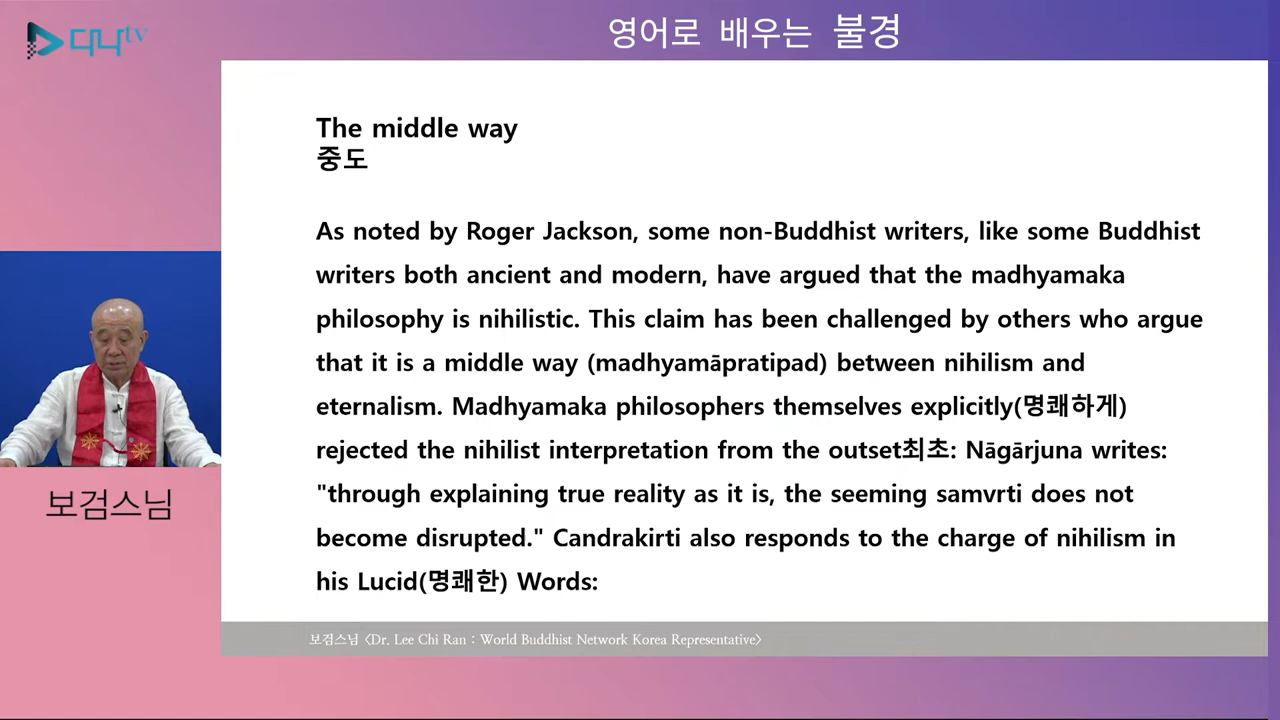 다나tv
영어로 배우는 불경
The middle way
중도
As noted by Roger Jackson, some non-Buddhist writers, like some Buddhist
writers both ancient and modern, have argued that the madhyamaka
philosophy is nihilistic. This claim has been challenged by others who argue
that it is a middle way (madhyamāpratipad) between nihilism and
eternalism. Madhyamaka philosophers themselves explicitly(명쾌하게)
rejected the nihilist interpretation from the outset최초: Nāgārjuna writes:
"through explaining true reality as it is, the seeming samvrti does not
become disrupted." Candrakirti also responds to the charge of nihilism in
his Lucid(명쾌한) Words:
보검스님
보검스님 <Dr. Lee Chi Ran : World Buddhist Network Korea Representative>